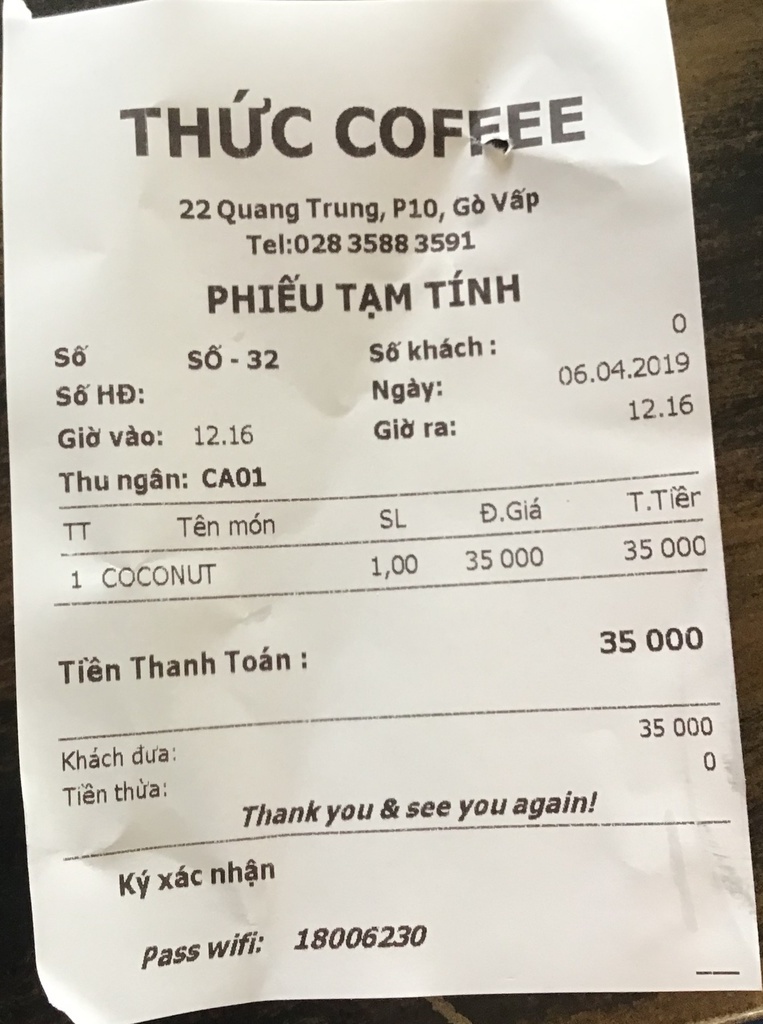 THỨC COFFEE
22 Quang Trung, P10, Gò Vấp
Tel:028 3588 3591
PHIẾU TẠM TÍNH
Số SỐ - 32 Số khách : 0
Số HĐ: Ngày: 06.04.2019
Giờ vào: 12.16 Giờ ra: 12.16
Thu ngân: CA01
TT Tên món SL Đ.Giá T.Tiền
1 COCONUT 1,00 35 000 35 000
Tiền Thanh Toán : 35 000
Khách đưa: 35 000
Tiền thừa: 0
Thank you & see you again!
Ký xác nhận
Pass wifi: 18006230